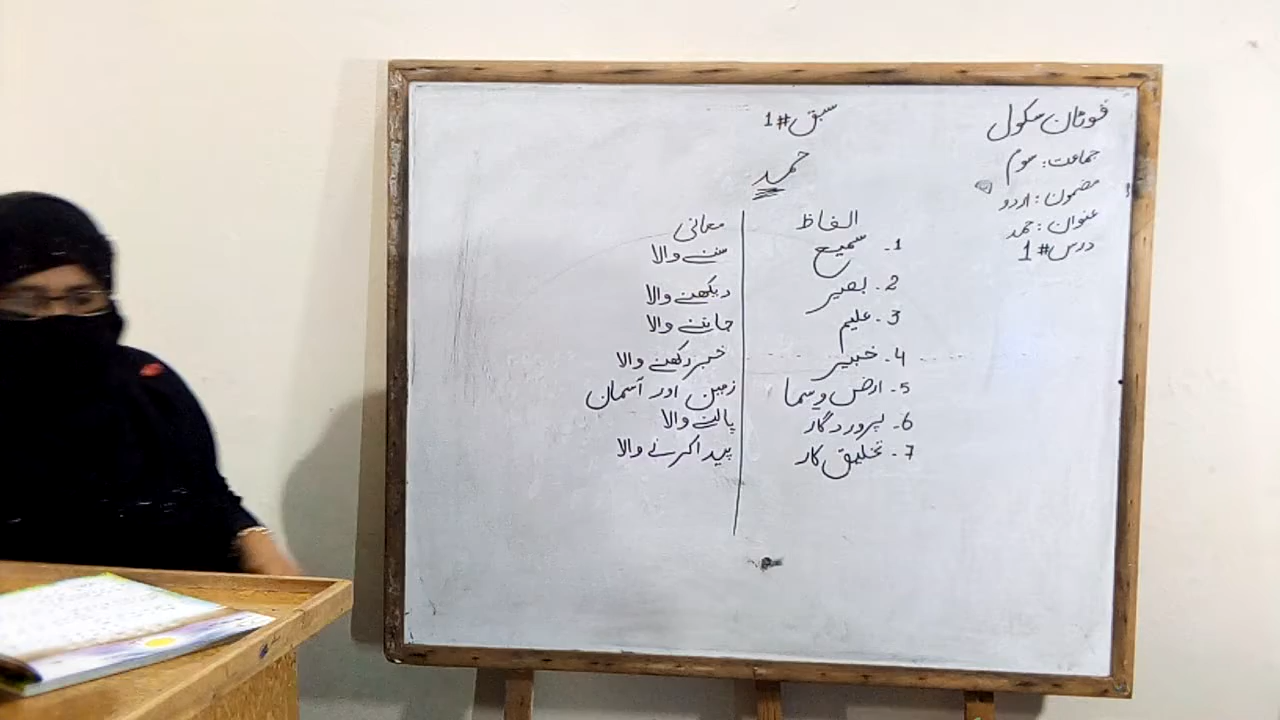 فوٹان سکول
جماعت: سوم
مضمون: اردو
عنوان: حمد
درس #1
سبق #1
حمد
الفاظ معانی
1. سمیع سننے والا
2. بصیر دیکھنے والا
3. علیم جاننے والا
4. خبیر خبر رکھنے والا
5. ارض و سما زمین اور آسمان
6. پروردگار پالنے والا
7. تخلیق کار پیدا کرنے والا